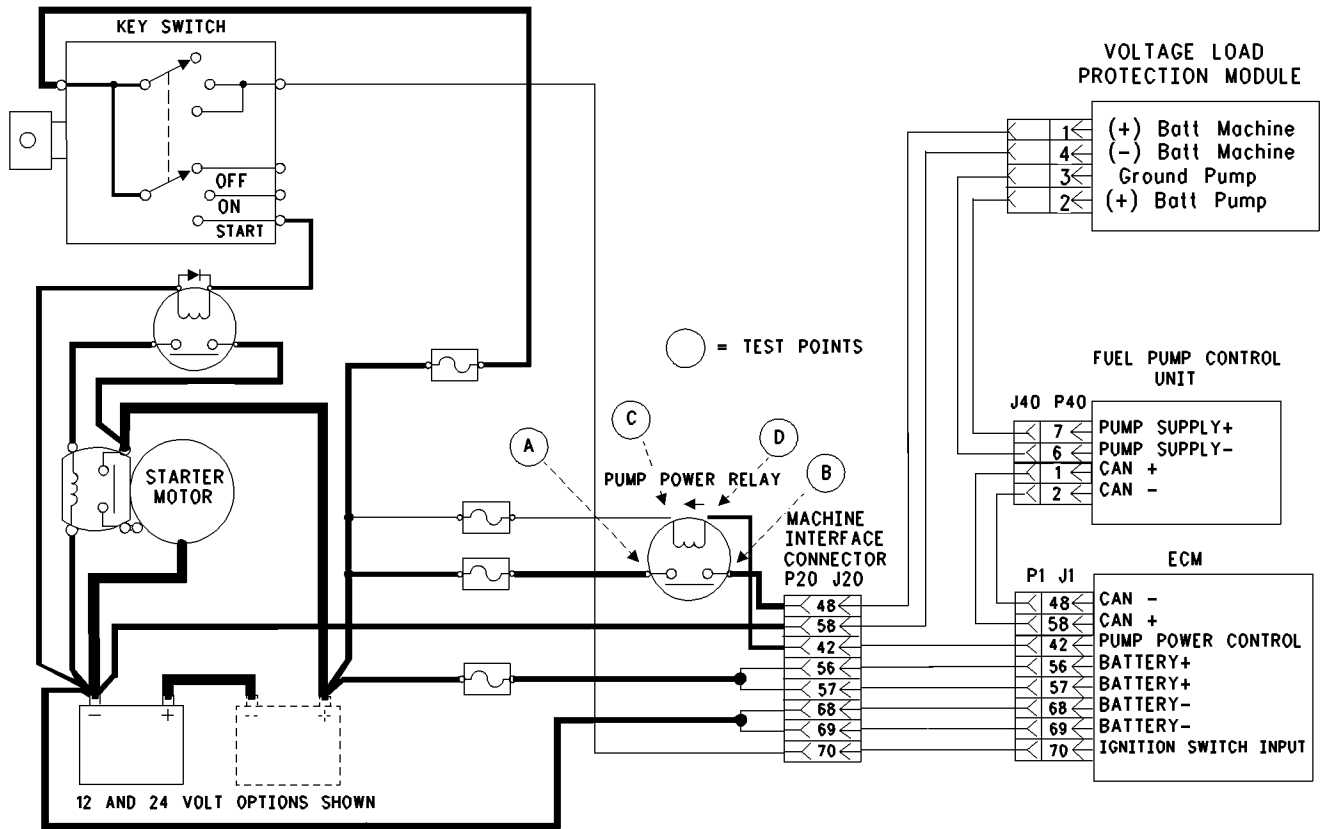 KEY SWITCH
OFF
ON
START
VOLTAGE LOAD
PROTECTION MODULE
1 (+) Batt Machine
4 (-) Batt Machine
3 Ground Pump
2 (+) Batt Pump
= TEST POINTS
FUEL PUMP CONTROL
UNIT
J40 P40
7 PUMP SUPPLY+
6 PUMP SUPPLY-
1 CAN +
2 CAN -
STARTER
MOTOR
A
C
D
B
PUMP POWER RELAY
MACHINE
INTERFACE
CONNECTOR
P20 J20
48
58
42
56
57
68
69
70
ECM
P1 J1
48 CAN -
58 CAN +
42 PUMP POWER CONTROL
56 BATTERY+
57 BATTERY+
68 BATTERY-
69 BATTERY-
70 IGNITION SWITCH INPUT
- +
-- +
12 AND 24 VOLT OPTIONS SHOWN